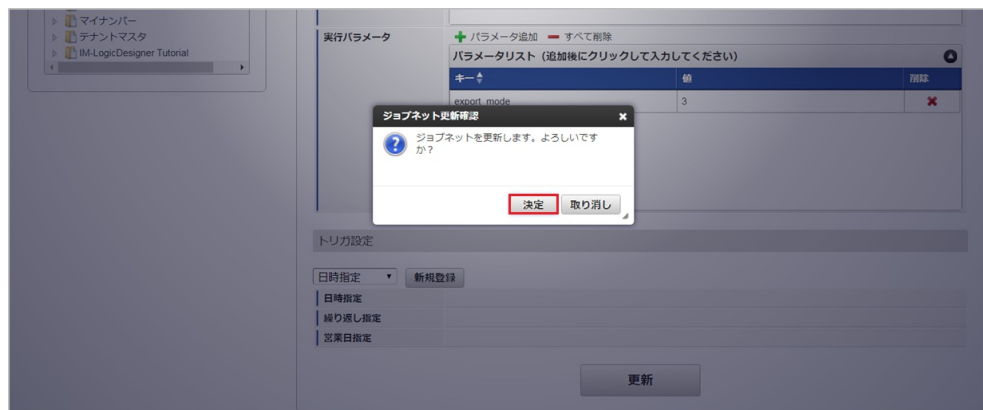 マイナンバー
テナントマスタ
IM-LogicDesigner Tutorial
実行パラメータ
パラメータ追加 すべて削除
パラメータリスト（追加後にクリックして入力してください）
キー 値 削除
export_mode 3
ジョブネット更新確認
ジョブネットを更新します。よろしいです
か？
決定 取り消し
トリガ設定
日時指定 新規登録
日時指定
繰り返し指定
営業日指定
更新